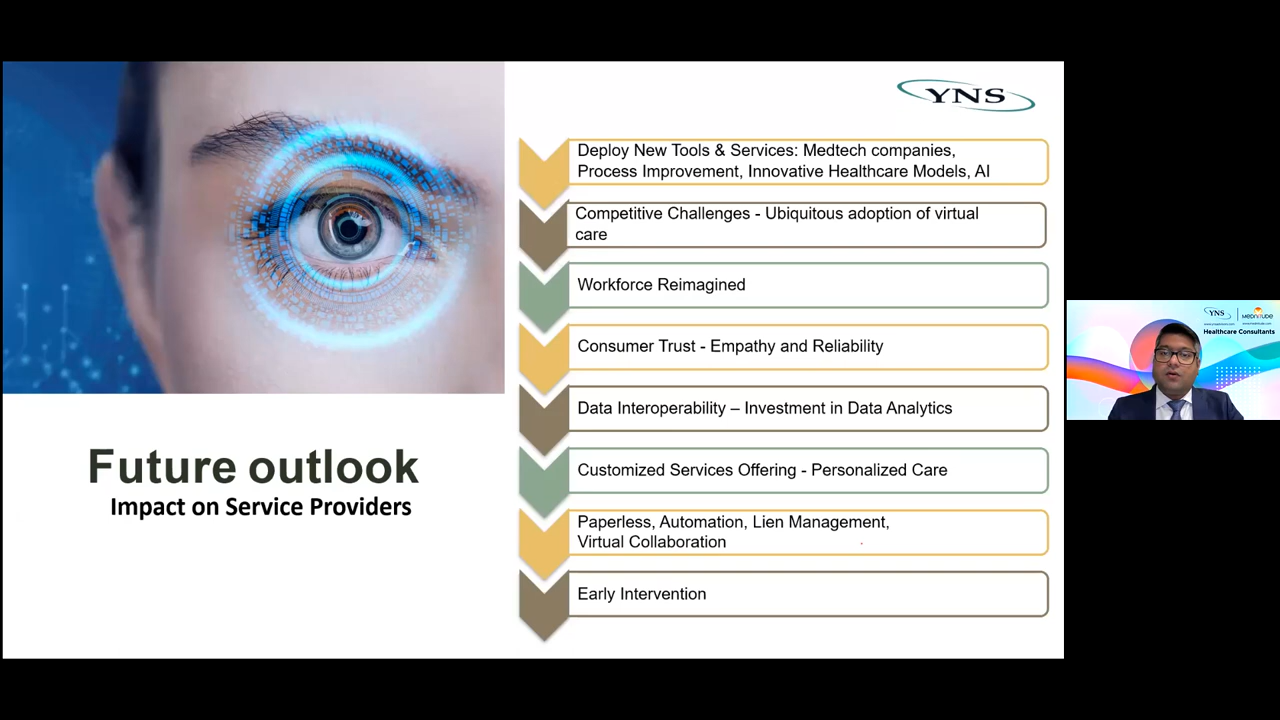 YNS
Deploy New Tools & Services: Medtech companies,
Process Improvement, Innovative Healthcare Models, AI
Competitive Challenges - Ubiquitous adoption of virtual
care
Workforce Reimagined
Consumer Trust - Empathy and Reliability
Data Interoperability – Investment in Data Analytics
Customized Services Offering - Personalized Care
Paperless, Automation, Lien Management,
Virtual Collaboration
Early Intervention
Future outlook
Impact on Service Providers
YNS
Healthcare Consultants